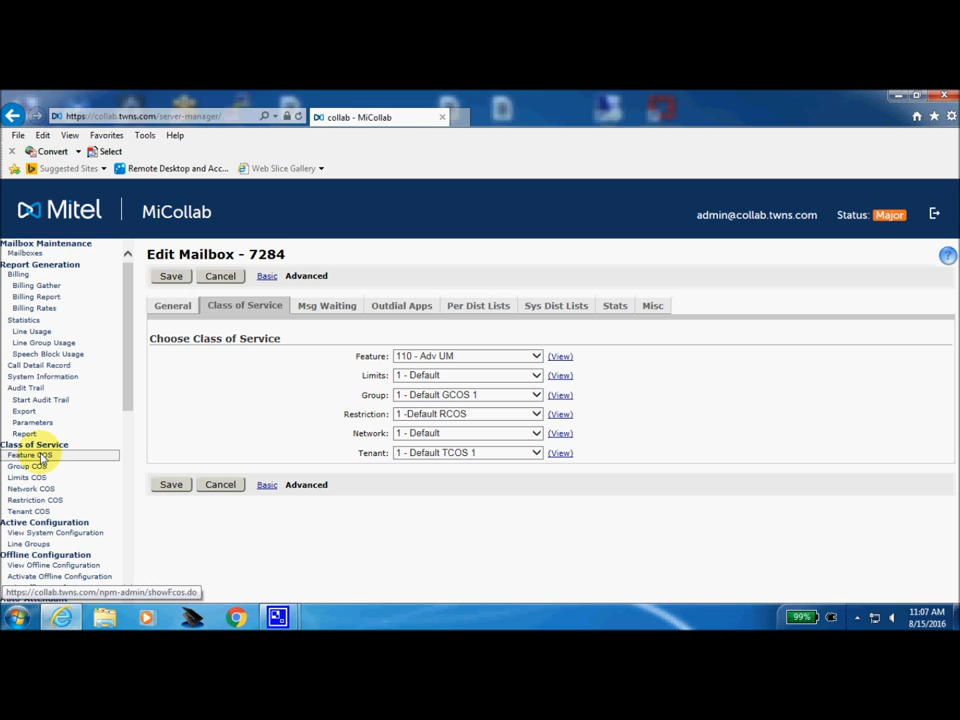 https://collab.twns.com/server-manager/
collab - MiCollab
File Edit View Favorites Tools Help
Convert Select
Suggested Sites Remote Desktop and Acc... Web Slice Gallery
Mitel MiCollab
admin@collab.twns.com Status: Major
Mailbox Maintenance
Mailboxes
Report Generation
Billing
Billing Gather
Billing Report
Billing Rates
Statistics
Line Usage
Line Group Usage
Speech Block Usage
Call Detail Record
System Information
Audit Trail
Start Audit Trail
Export
Parameters
Report
Class of Service
Feature COS
Group COS
Limits COS
Network COS
Restriction COS
Tenant COS
Active Configuration
View System Configuration
Line Groups
Offline Configuration
View Offline Configuration
Activate Offline Configuration
https://collab.twns.com/npm-admin/showFcos.do
Edit Mailbox - 7284
Save Cancel Basic Advanced
General Class of Service Msg Waiting Outdial Apps Per Dist Lists Sys Dist Lists Stats Misc
Choose Class of Service
Feature: 110 - Adv UM (View)
Limits: 1 - Default (View)
Group: 1 - Default GCOS 1 (View)
Restriction: 1 -Default RCOS (View)
Network: 1 - Default (View)
Tenant: 1 - Default TCOS 1 (View)
Save Cancel Basic Advanced
99%
11:07 AM
8/15/2016